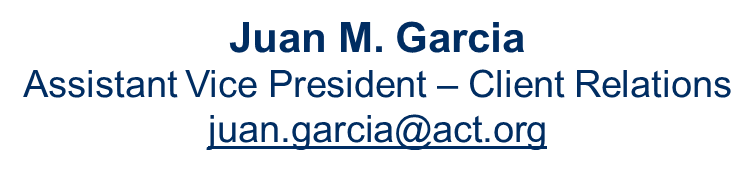 Juan M. Garcia
Assistant Vice President – Client Relations
juan.garcia@act.org